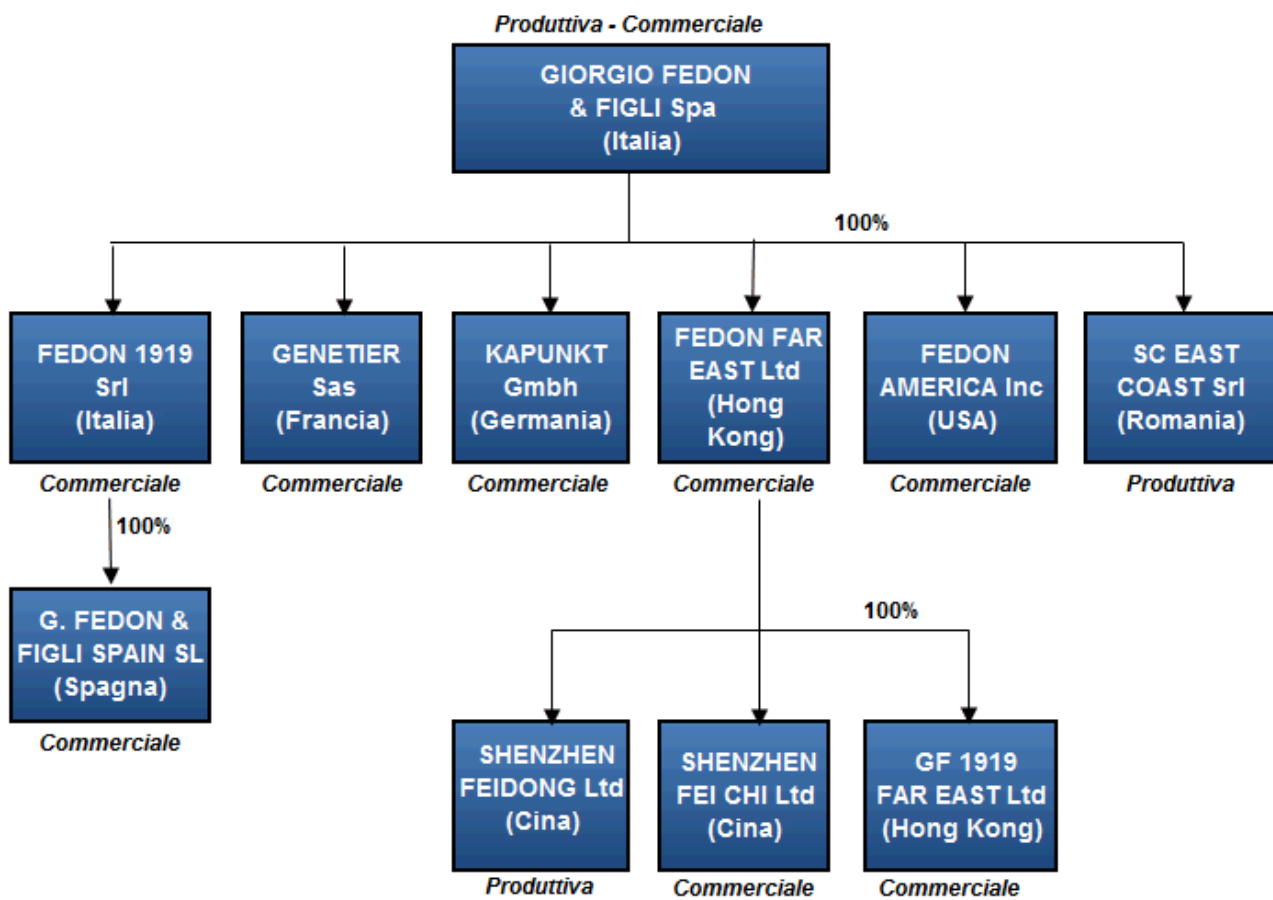 Produttiva - Commerciale
GIORGIO FEDON
& FIGLI Spa
(Italia)
100%
FEDON 1919
Srl
(Italia)
Commerciale
GENETIER
Sas
(Francia)
Commerciale
KAPUNKT
Gmbh
(Germania)
Commerciale
FEDON FAR
EAST Ltd
(Hong
Kong)
Commerciale
FEDON
AMERICA Inc
(USA)
Commerciale
SC EAST
COAST Srl
(Romania)
Produttiva
100%
G. FEDON &
FIGLI SPAIN SL
(Spagna)
Commerciale
100%
SHENZHEN
FEIDONG Ltd
(Cina)
Produttiva
SHENZHEN
FEI CHI Ltd
(Cina)
Commerciale
GF 1919
FAR EAST Ltd
(Hong Kong)
Commerciale